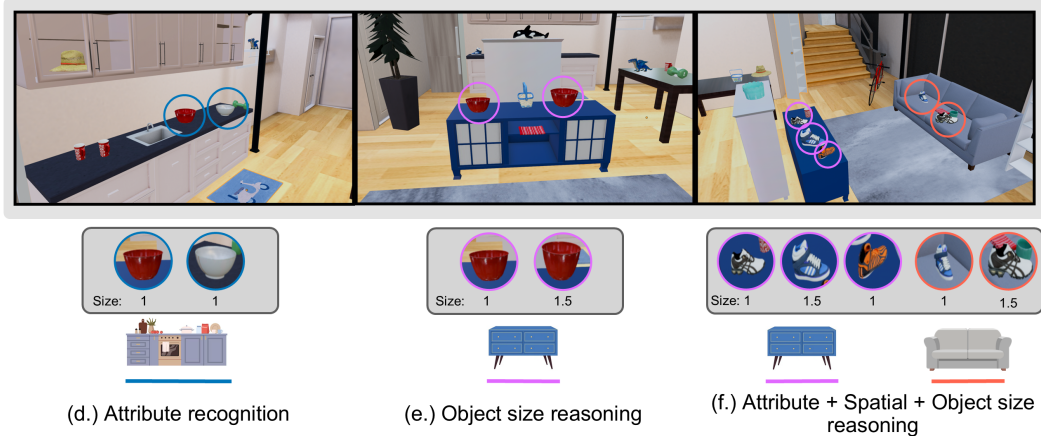 Size: 1 1
Size: 1 1.5
Size: 1 1.5 1 1 1.5
(d.) Attribute recognition
(e.) Object size reasoning
(f.) Attribute + Spatial + Object size
reasoning